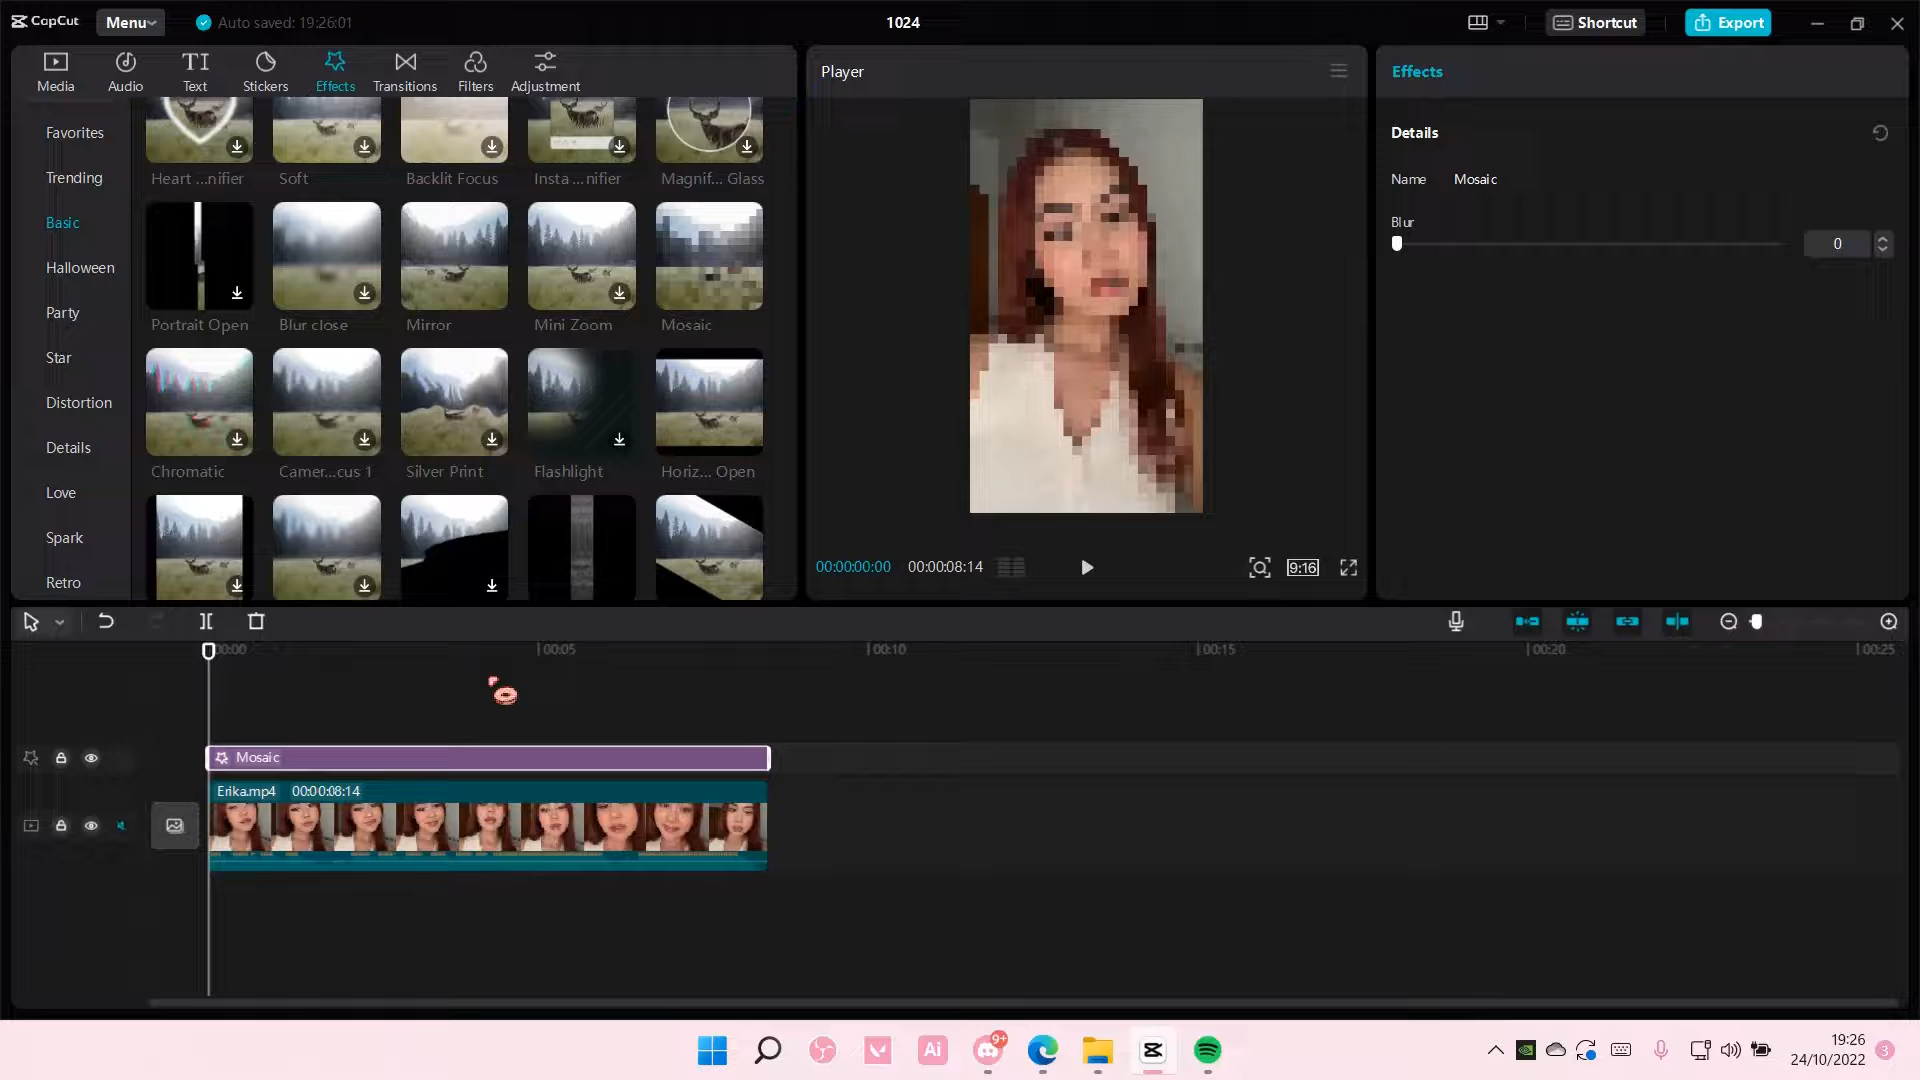 CapCut
Menu
Auto saved: 19:26:01
1024
Shortcut
Export
Media
Audio
TI
Text
Stickers
Effects
Transitions
Filters
Adjustment
Player
Effects
Favorites
Trending
Basic
Halloween
Party
Star
Distortion
Details
Love
Spark
Retro
Heart ...nifier
Soft
Backlit Focus
Insta ...nifier
Magnif... Glass
Portrait Open
Blur close
Mirror
Mini Zoom
Mosaic
Chromatic
Camer...cus 1
Silver Print
Flashlight
Horiz... Open
00:00:00:00
00:00:08:14
9:16
Details
Name
Mosaic
Blur
0
00:00
00:05
00:10
00:15
00:20
00:25
Mosaic
Erika.mp4 00:00:08:14
Ai
9+
19:26
24/10/2022
3